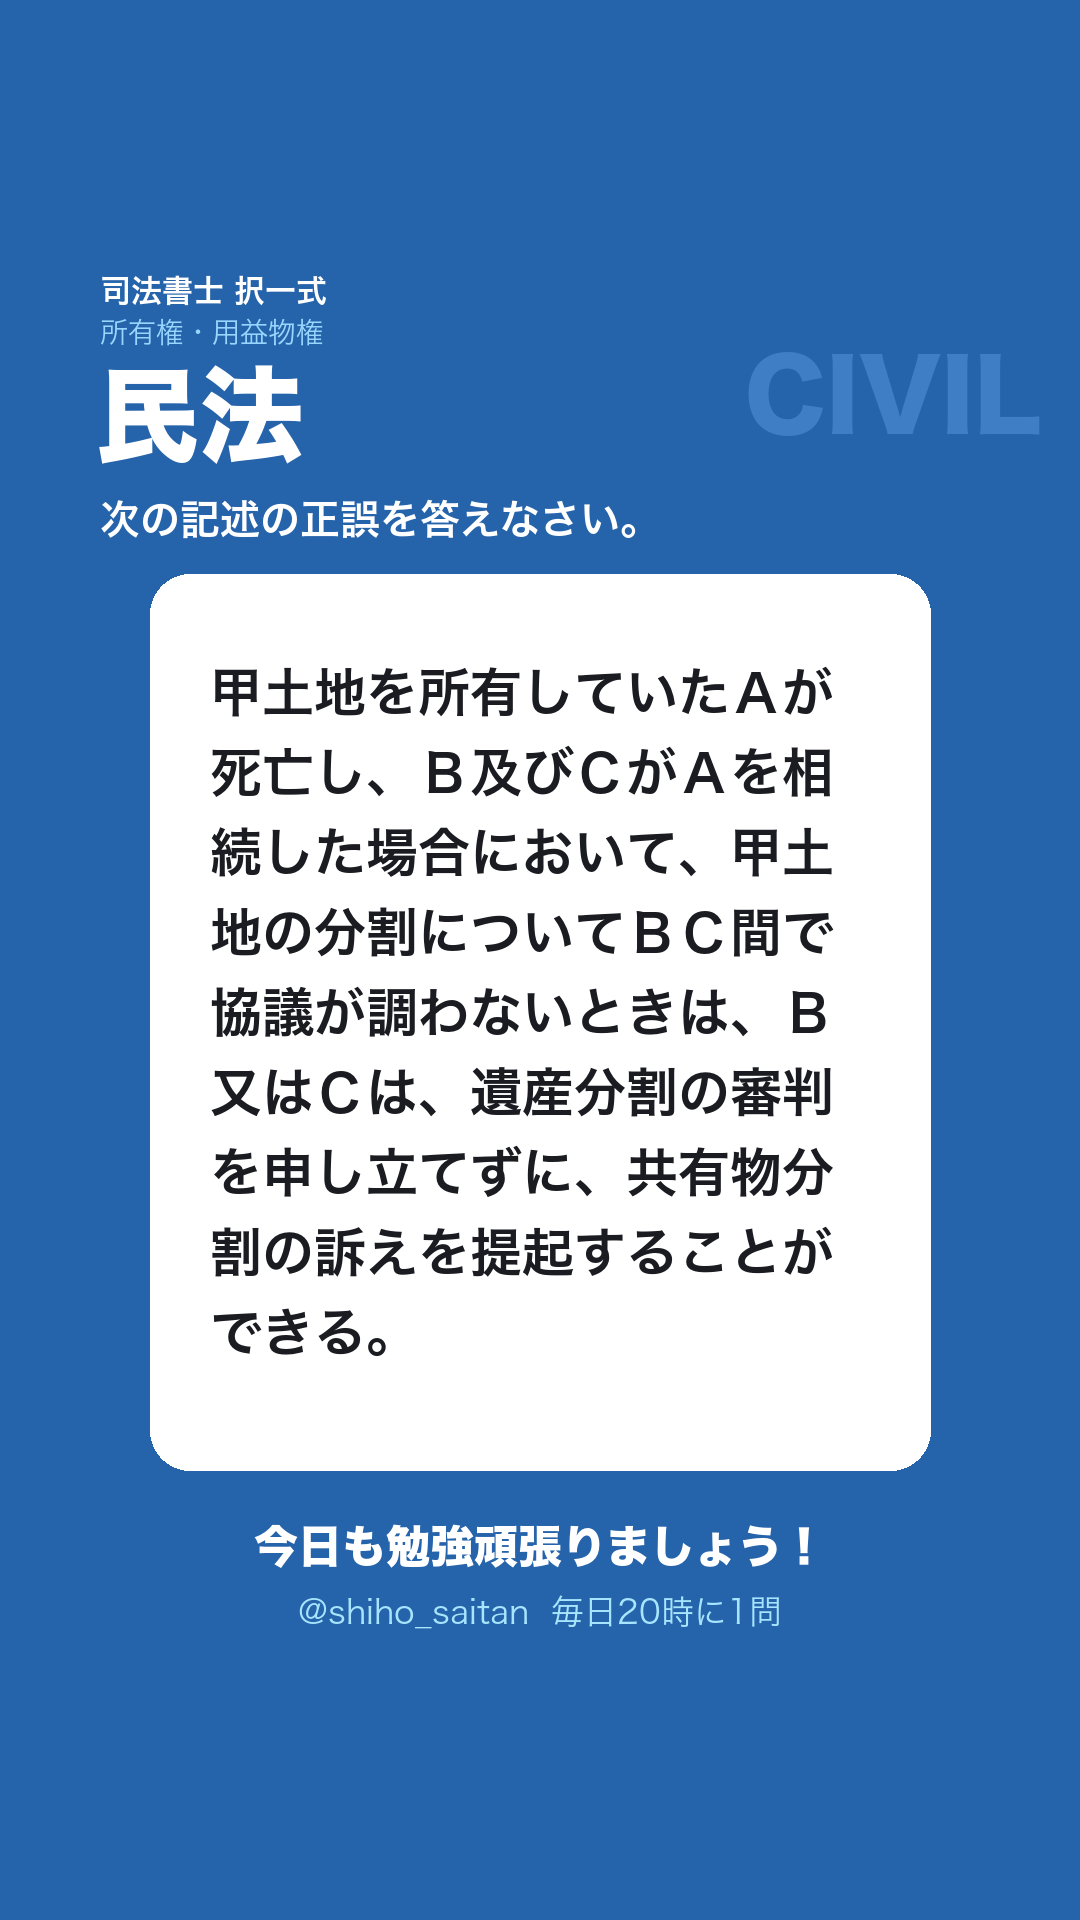 司法書士 択一式
所有権・用益物権
民法
CIVIL
次の記述の正誤を答えなさい。
甲土地を所有していたＡが
死亡し、Ｂ及びＣがＡを相
続した場合において、甲土
地の分割についてＢＣ間で
協議が調わないときは、Ｂ
又はＣは、遺産分割の審判
を申し立てずに、共有物分
割の訴えを提起することが
できる。
今日も勉強頑張りましょう！
@shiho_saitan 毎日20時に1問